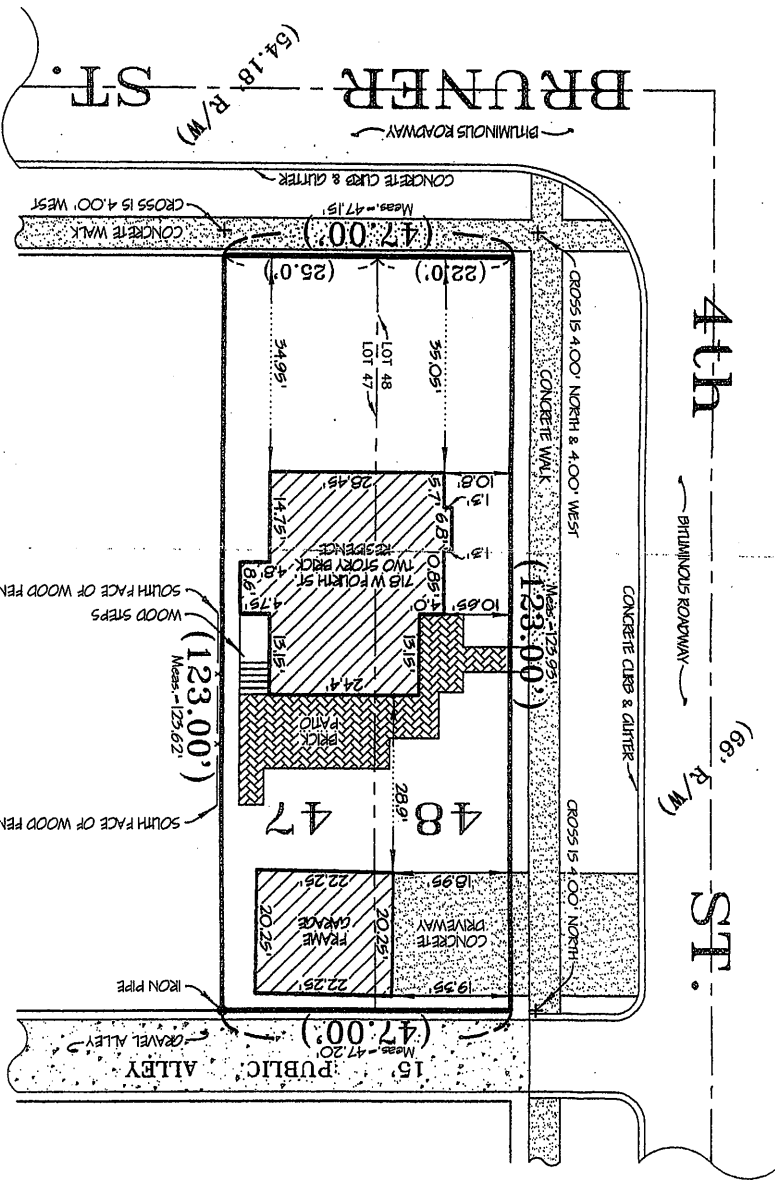 BRUNER ST.
(54.18' R/W)
BITUMINOUS ROADWAY
CONCRETE CURB & GUTTER
CROSS IS 4.00' WEST
CONCRETE WALK
Meas.=47.15'
(47.00')
(25.0')
(22.0')
CROSS IS 4.00' NORTH & 4.00' WEST
CONCRETE WALK
4th ST.
(66' R/W)
BITUMINOUS ROADWAY
CONCRETE CURB & GUTTER
34.95'
LOT 48
LOT 47
35.05'
10.8'
28.45'
5.7'
1.3'
6.8'
1.3'
14.75'
718 W FOURTH ST.
TWO STORY BRICK
RESIDENCE
4.8'
8.6'
4.75'
4.0'
10.65'
13.15'
13.15'
24.4'
Meas.=123.93'
(123.00')
SOUTH FACE OF WOOD FEN
WOOD STEPS
(123.00')
Meas.=123.62'
BRICK
PATIO
28.9'
SOUTH FACE OF WOOD FEN
47
48
CROSS IS 4.00' NORTH
22.25'
18.95'
20.25'
FRAME
GARAGE
20.25'
CONCRETE
DRIVEWAY
22.25'
19.35'
IRON PIPE
(47.00')
Meas.=47.20'
GRAVEL ALLEY
15' PUBLIC ALLEY